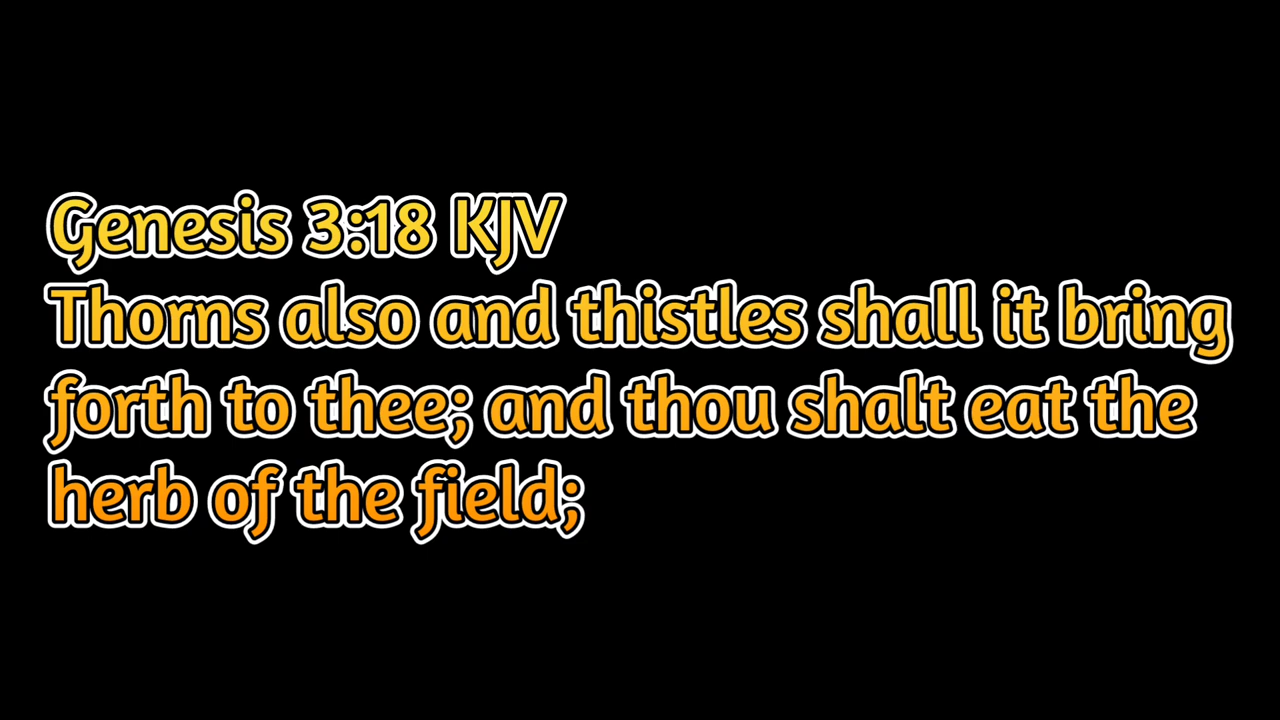 Genesis 3:18 KJV
Thorns also and thistles shall it bring
forth to thee; and thou shalt eat the
herb of the field;